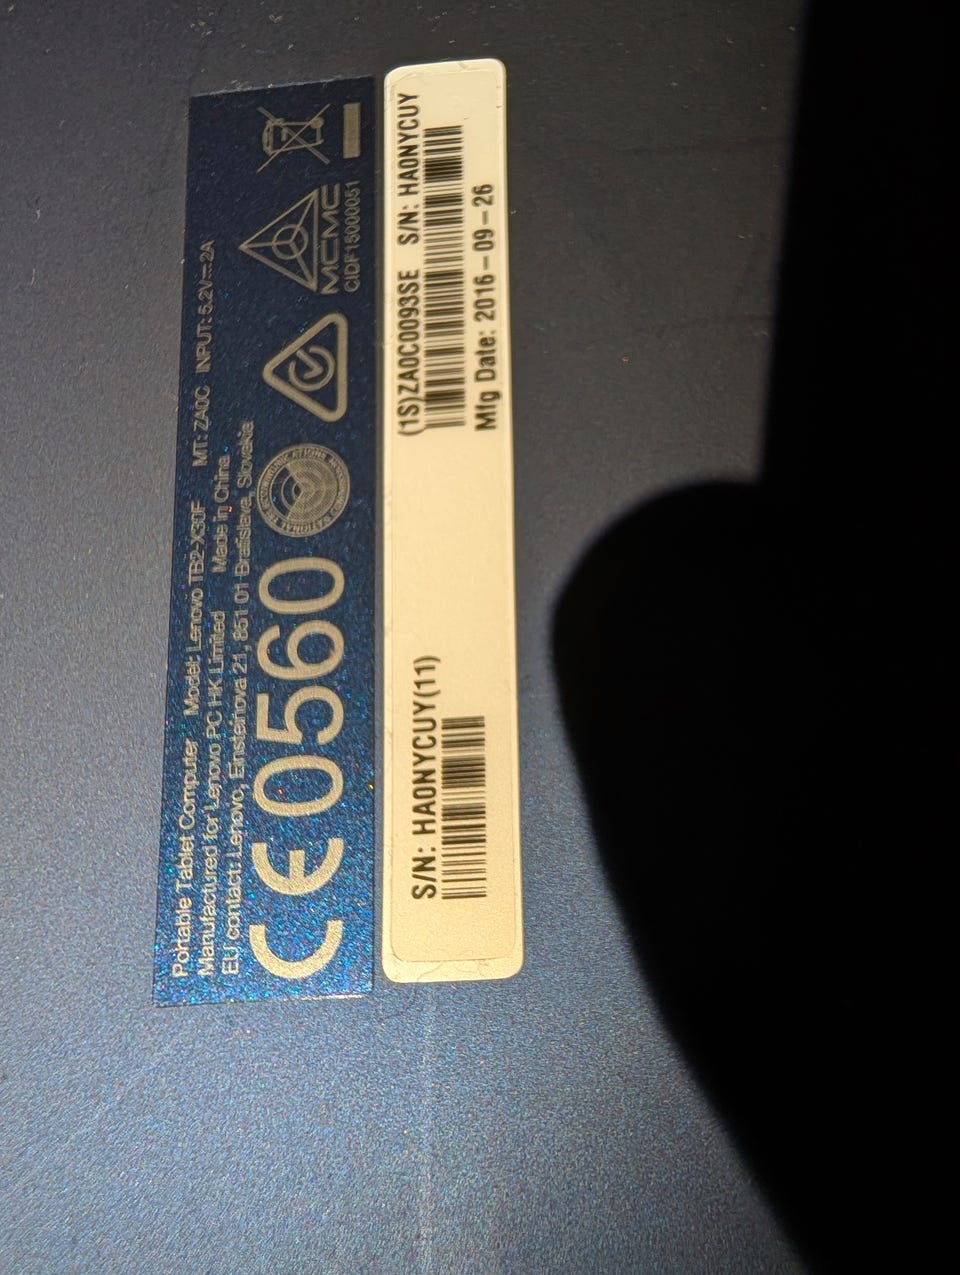 Portable Tablet Computer Model: Lenovo TB2-X30F MT: ZA0C INPUT: 5.2V⎓2A
Manufactured for Lenovo PC HK Limited Made in China
EU contact: Lenovo, Einsteinova 21, 851 01 Bratislava, Slovakia
CE0560
MCMC
CIDF15000051
(1S)ZA0C0093SE S/N: HA0NYCUY
Mfg Date: 2016-09-26
S/N: HA0NYCUY(11)